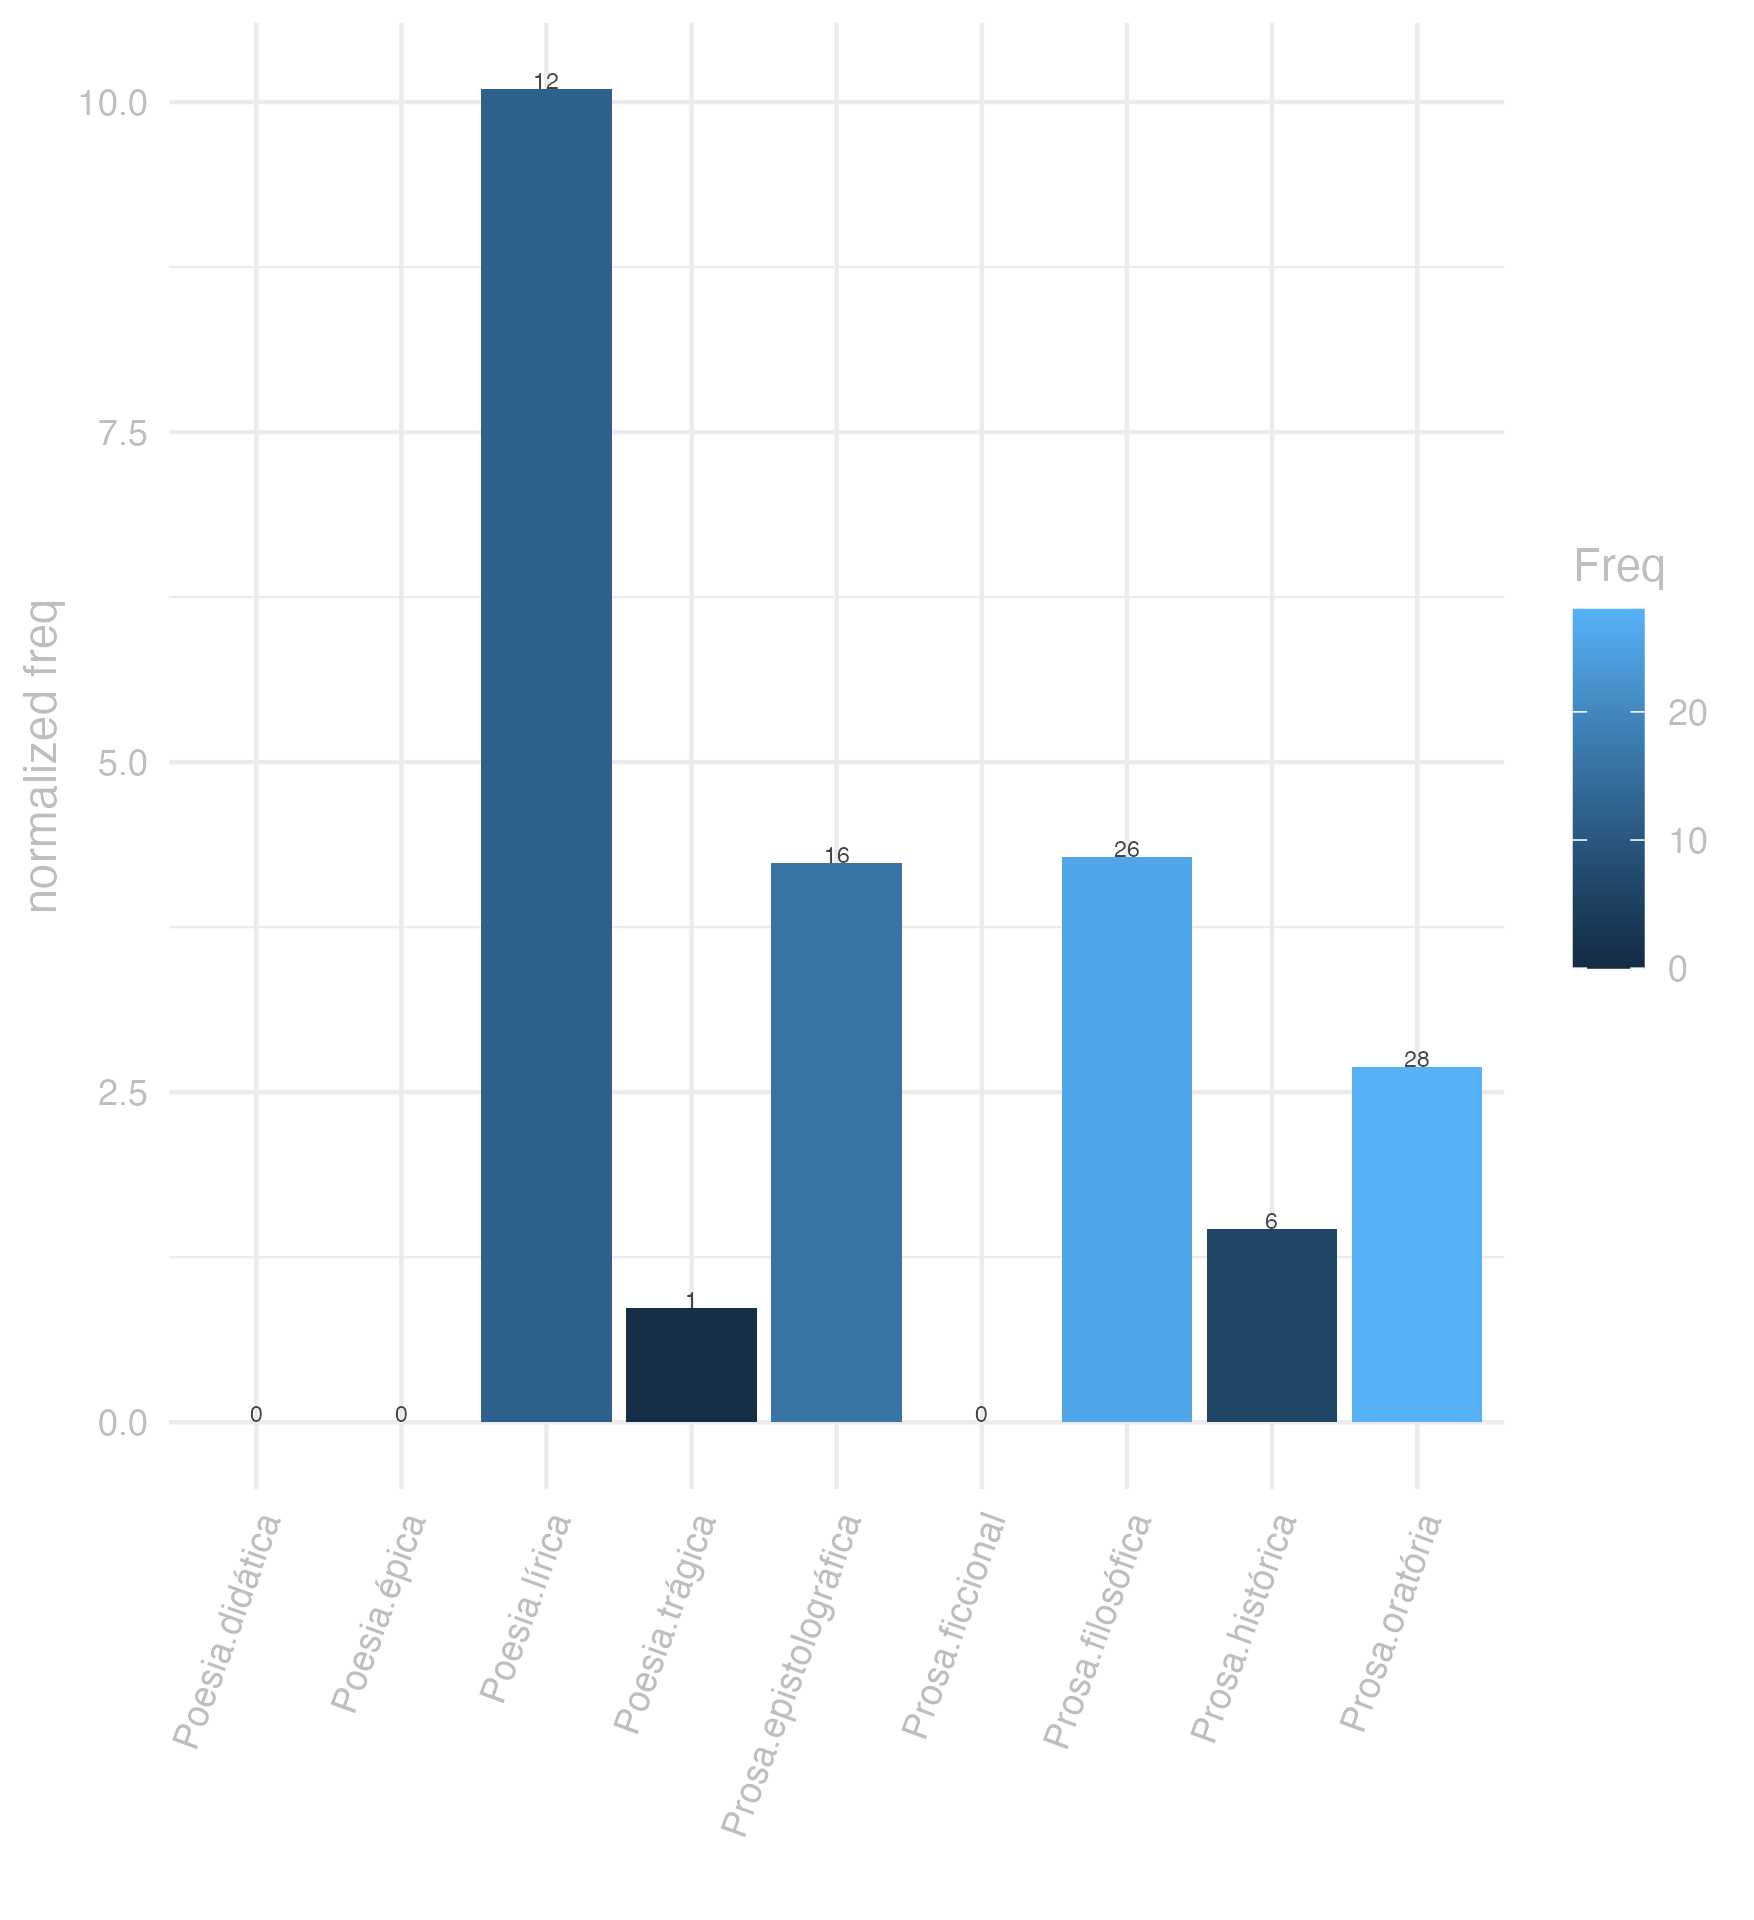 normalized freq
10.0
7.5
5.0
2.5
0.0
0
0
12
1
16
0
26
6
28
Poesia.didática
Poesia.épica
Poesia.lírica
Poesia.trágica
Prosa.epistolográfica
Prosa.ficcional
Prosa.filosófica
Prosa.histórica
Prosa.oratória
Freq
20
10
0